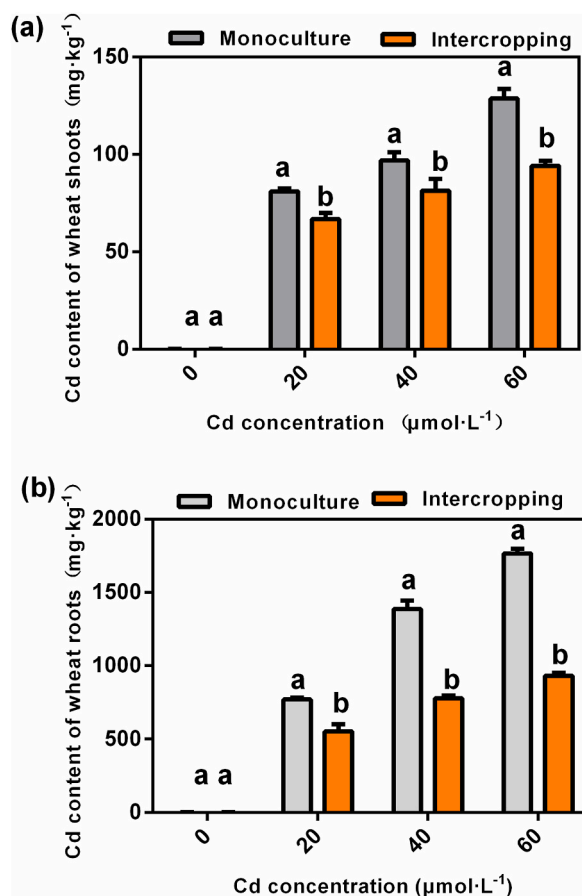 (a)
Monoculture Intercropping
Cd content of wheat shoots (mg·kg⁻¹)
150
100
50
0
a a
a b
a b
a b
0 20 40 60
Cd concentration (μmol·L⁻¹)
(b)
Monoculture Intercropping
Cd content of wheat roots (mg·kg⁻¹)
2000
1500
1000
500
0
a a
a b
a b
a b
0 20 40 60
Cd concentration (μmol·L⁻¹)